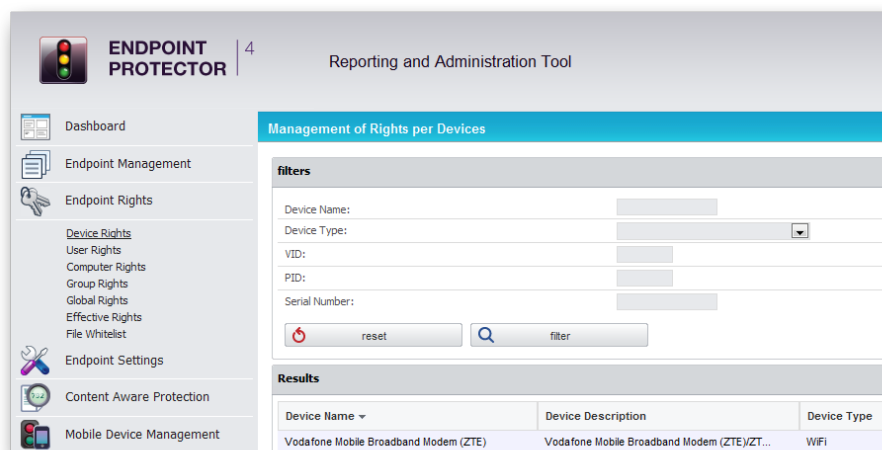 ENDPOINT
PROTECTOR
4
Reporting and Administration Tool
Dashboard
Endpoint Management
Endpoint Rights
Device Rights
User Rights
Computer Rights
Group Rights
Global Rights
Effective Rights
File Whitelist
Endpoint Settings
Content Aware Protection
Mobile Device Management
Management of Rights per Devices
filters
Device Name:
Device Type:
VID:
PID:
Serial Number:
reset filter
Results
Device Name Device Description Device Type
Vodafone Mobile Broadband Modem (ZTE) Vodafone Mobile Broadband Modem (ZTE)/ZT... WiFi